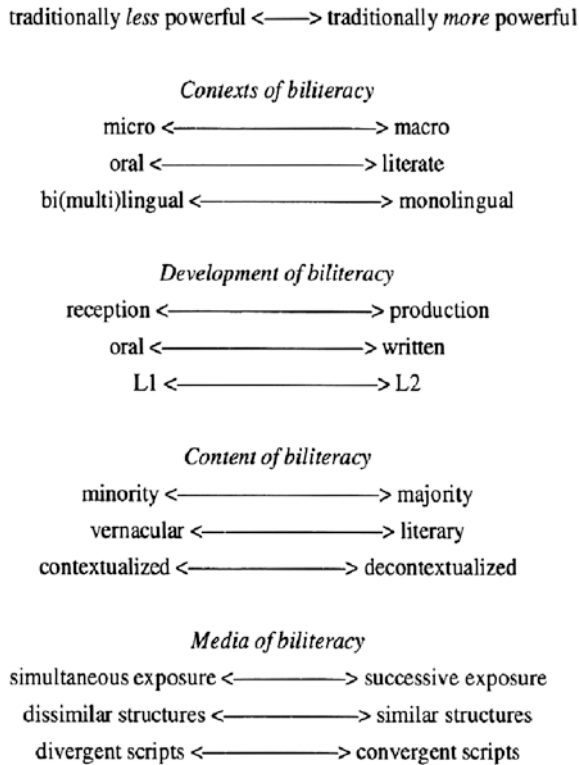 traditionally less powerful <——> traditionally more powerful
Contexts of biliteracy
micro <————————> macro
oral <————————> literate
bi(multi)lingual <————————> monolingual
Development of biliteracy
reception <————————> production
oral <————————> written
L1 <————————> L2
Content of biliteracy
minority <————————> majority
vernacular <————————> literary
contextualized <———————> decontextualized
Media of biliteracy
simultaneous exposure <—————> successive exposure
dissimilar structures <——————> similar structures
divergent scripts <——————> convergent scripts